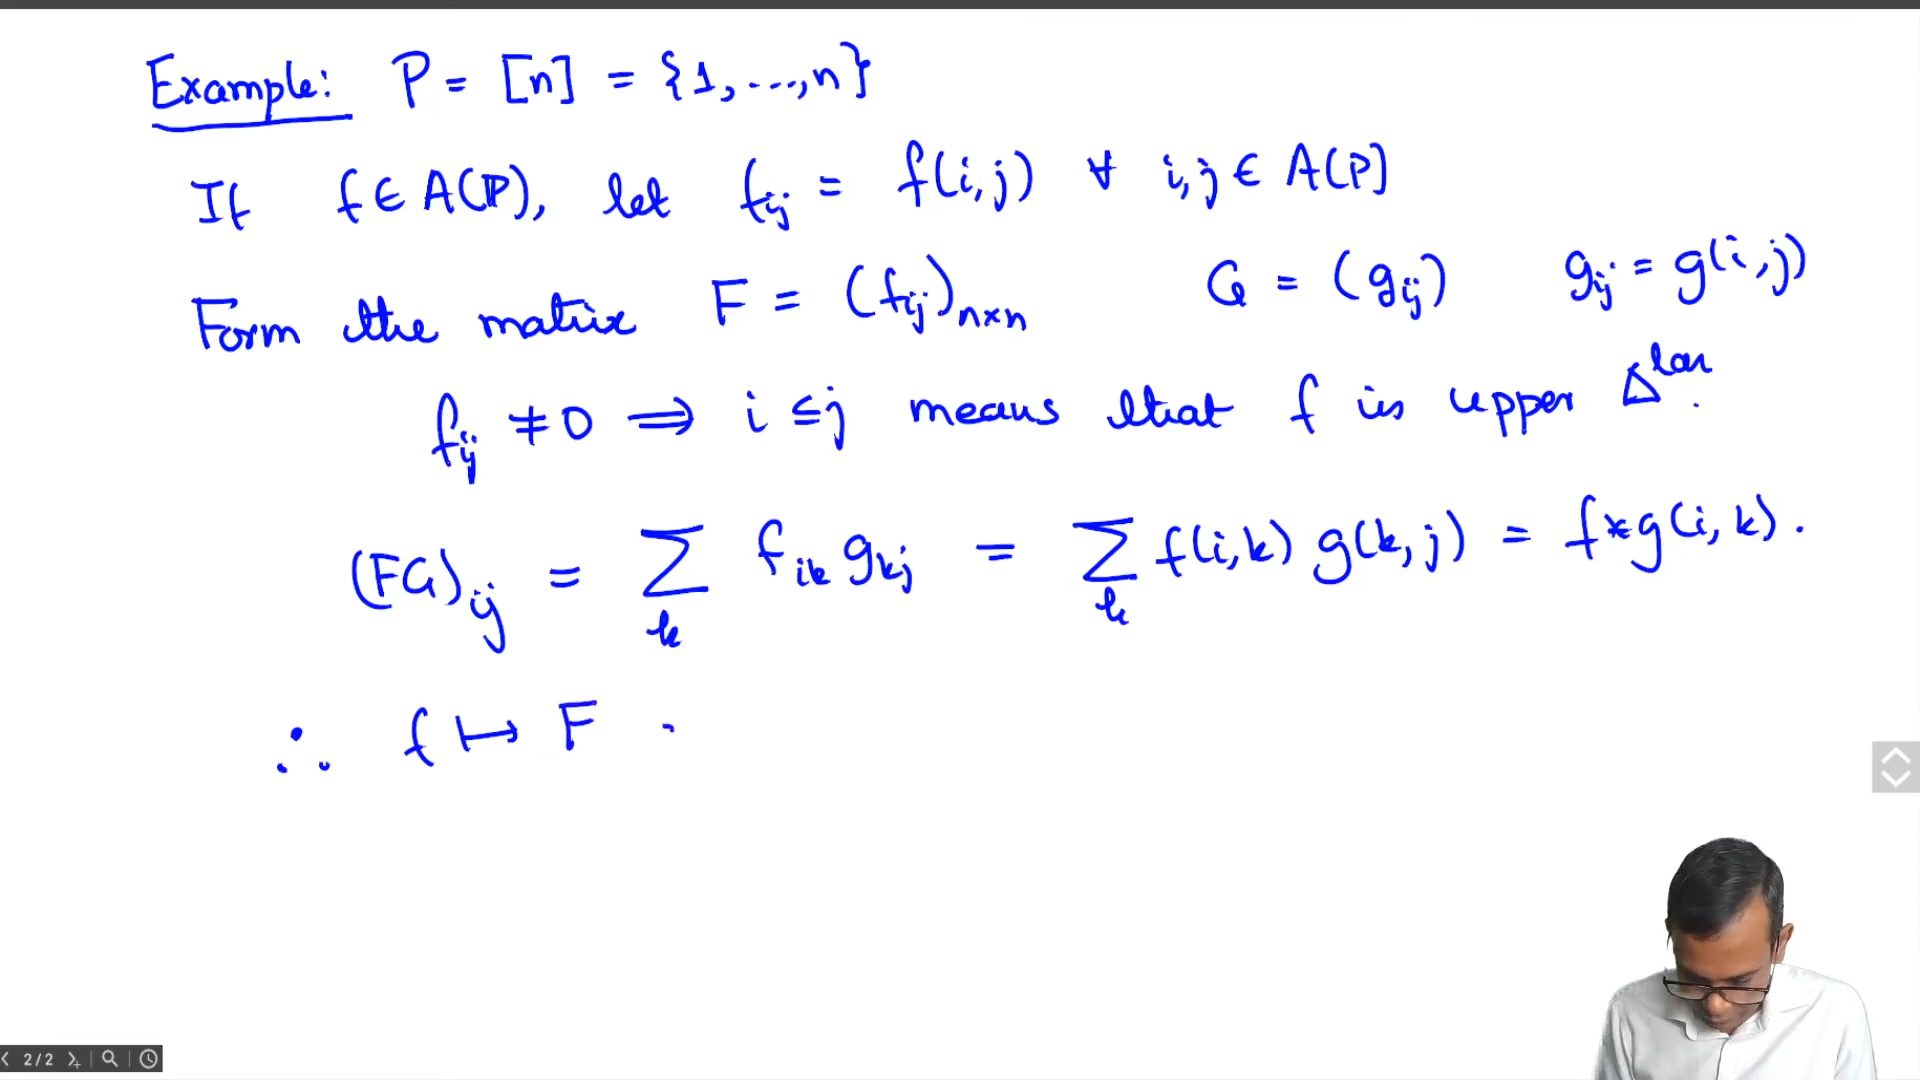 Example: P = [n] = {1, ..., n}
If f ∈ A(P), let f_ij = f(i,j) ∀ i,j ∈ A(P)
Form the matrix F = (f_ij)_n×n G = (g_ij) g_ij = g(i,j)
f_ij ≠ 0 ⟹ i ≤ j means that f is upper Δ^lar.
(FG)_ij = Σ_k f_ik g_kj = Σ_k f(i,k) g(k,j) = f*g(i,k).
∴ f ↦ F
2/2